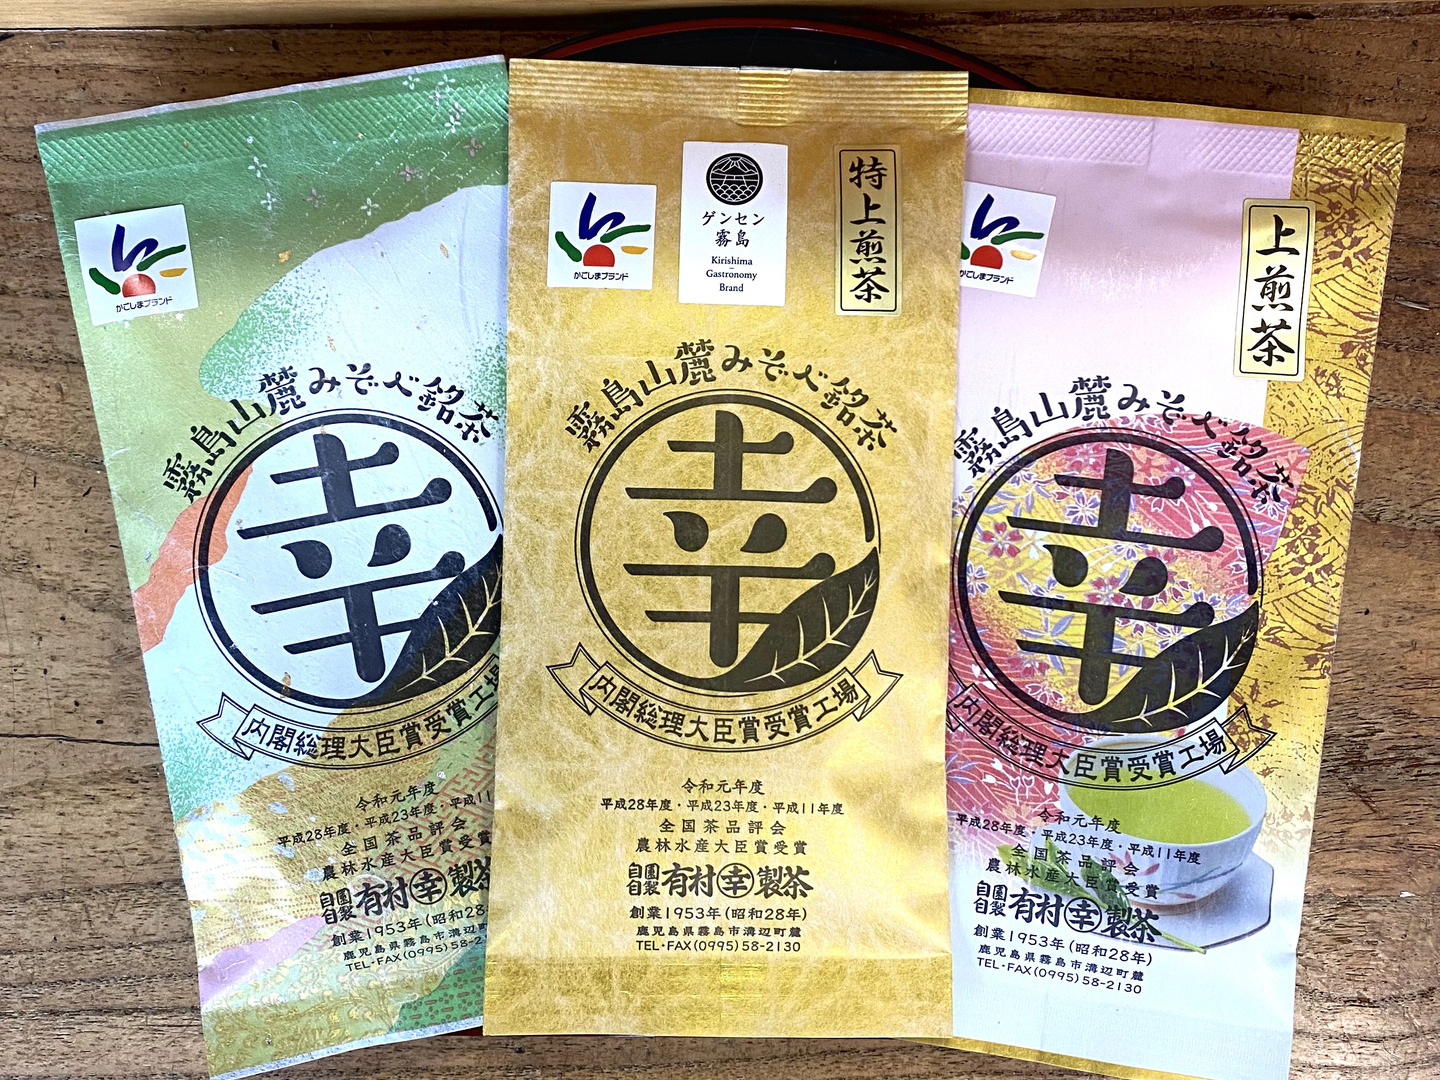 かごしまブランド
霧島山麓みぞべ銘茶
幸
内閣総理大臣賞受賞工場
令和元年度
平成28年度・平成23年度・平成11
全国茶品評会
農林水産大臣賞受賞
自園
自製
有村幸製茶
創業1953年(昭和28
鹿児島県霧島市溝辺町
TEL・FAX(0995)58-2
かごしまブランド
ゲンセン
霧島
Kirishima
Gastronomy
Brand
特上煎茶
霧島山麓みぞべ銘茶
幸
内閣総理大臣賞受賞工場
令和元年度
平成28年度・平成23年度・平成11年度
全国茶品評会
農林水産大臣賞受賞
自園
自製
有村幸製茶
創業1953年(昭和28年)
鹿児島県霧島市溝辺町麓
TEL・FAX(0995)58-2130
かごしまブランド
上煎茶
霧島山麓みぞべ銘茶
幸
内閣総理大臣賞受賞工場
令和元年度
平成28年度・平成23年度・平成11年度
全国茶品評会
農林水産大臣賞受賞
自園
自製
有村幸製茶
創業1953年(昭和28年)
鹿児島県霧島市溝辺町麓
TEL・FAX(0995)58-2130